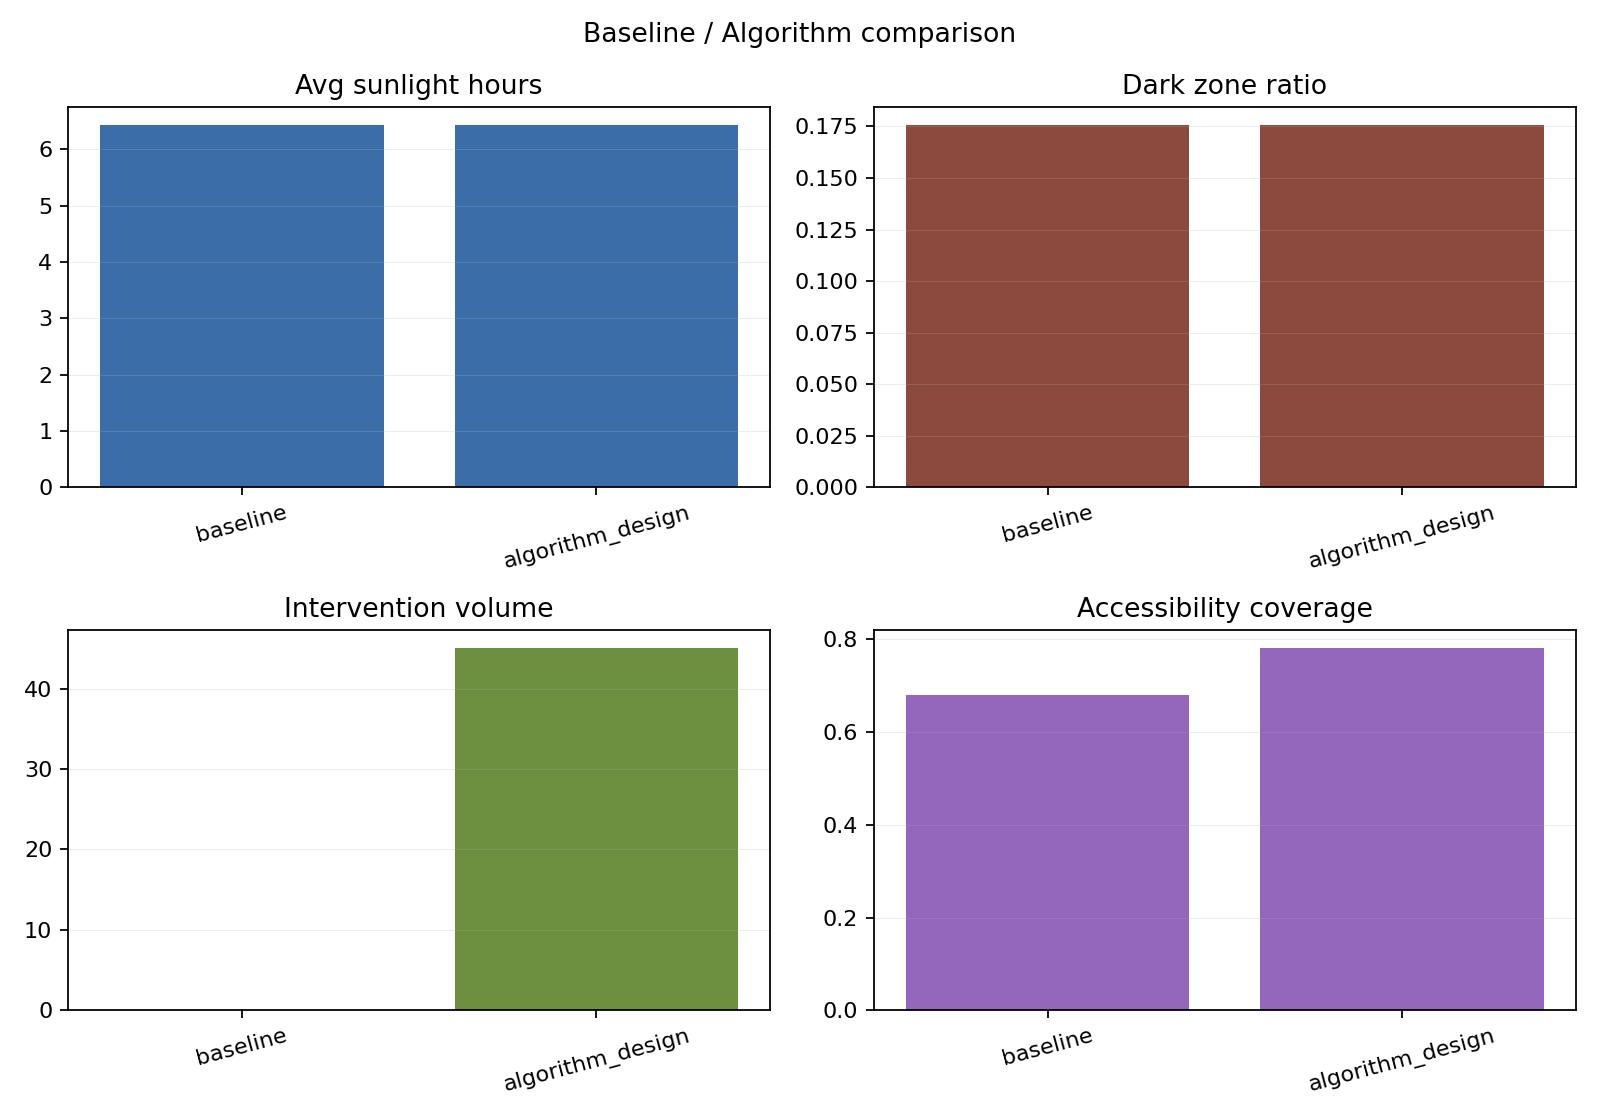 Baseline / Algorithm comparison
Avg sunlight hours
6
5
4
3
2
1
0
baseline
algorithm_design
Dark zone ratio
0.175
0.150
0.125
0.100
0.075
0.050
0.025
0.000
baseline
algorithm_design
Intervention volume
40
30
20
10
0
baseline
algorithm_design
Accessibility coverage
0.8
0.6
0.4
0.2
0.0
baseline
algorithm_design